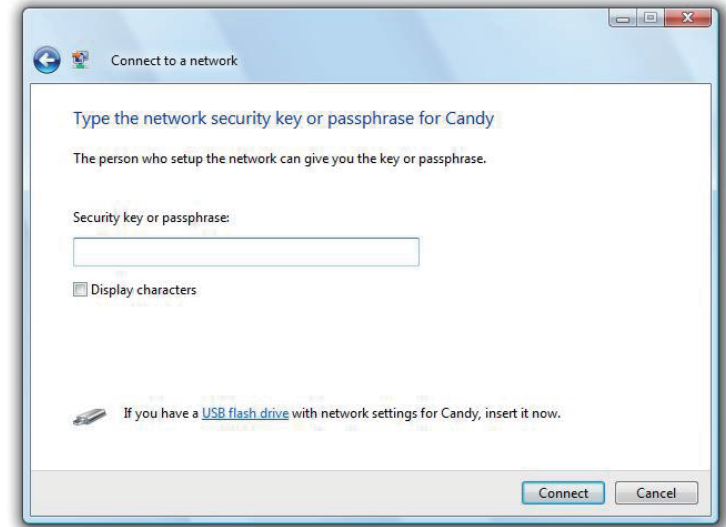 Connect to a network
Type the network security key or passphrase for Candy
The person who setup the network can give you the key or passphrase.
Security key or passphrase:
Display characters
If you have a USB flash drive with network settings for Candy, insert it now.
Connect Cancel